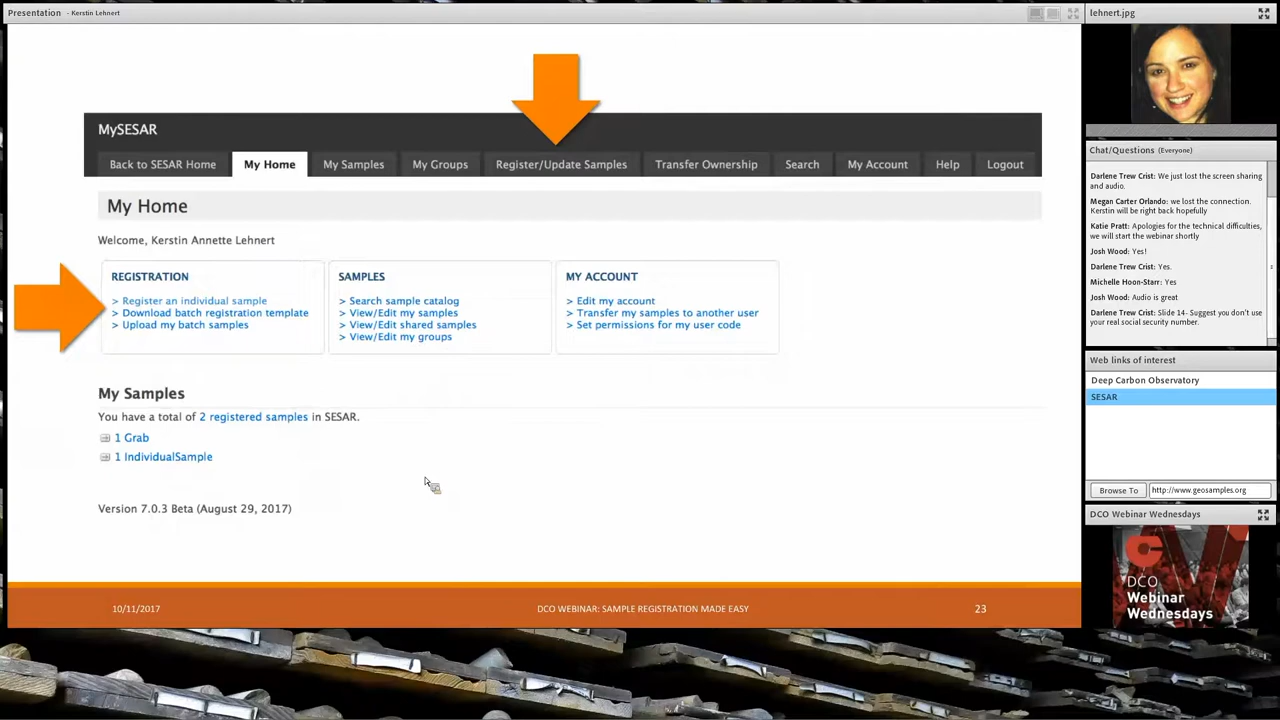 Presentation - Kerstin Lehnert
MySESAR
Back to SESAR Home My Home My Samples My Groups Register/Update Samples Transfer Ownership Search My Account Help Logout
My Home
Welcome, Kerstin Annette Lehnert
REGISTRATION
> Register an individual sample
> Download batch registration template
> Upload my batch samples
SAMPLES
> Search sample catalog
> View/Edit my samples
> View/Edit shared samples
> View/Edit my groups
MY ACCOUNT
> Edit my account
> Transfer my samples to another user
> Set permissions for my user code
My Samples
You have a total of 2 registered samples in SESAR.
1 Grab
1 IndividualSample
Version 7.0.3 Beta (August 29, 2017)
10/11/2017 DCO WEBINAR: SAMPLE REGISTRATION MADE EASY 23
lehnert.jpg
Chat/Questions (Everyone)
Darlene Trew Crist: We just lost the screen sharing
and audio.
Megan Carter Orlando: we lost the connection.
Kerstin will be right back hopefully
Katie Pratt: Apologies for the technical difficulties,
we will start the webinar shortly
Josh Wood: Yes!
Darlene Trew Crist: Yes.
Michelle Hoon-Starr: Yes
Josh Wood: Audio is great
Darlene Trew Crist: Slide 14- Suggest you don't use
your real social security number.
Web links of interest
Deep Carbon Observatory
SESAR
Browse To http://www.geosamples.org
DCO Webinar Wednesdays
DCO
Webinar
Wednesdays